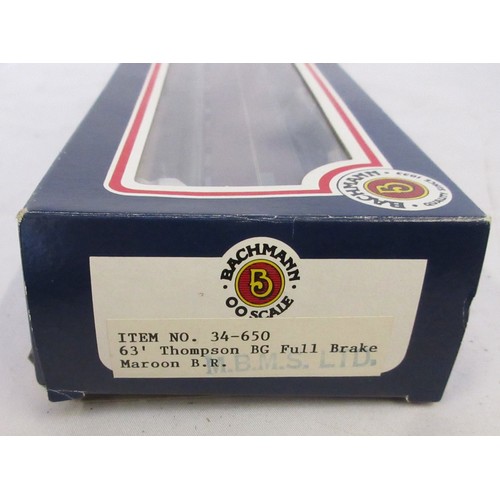 BACHMANN
B
OO SCALE
ITEM NO. 34-650
63' Thompson BG Full Brake
Maroon B.R.
M.B.M.S. LTD.
BACHMANN
B